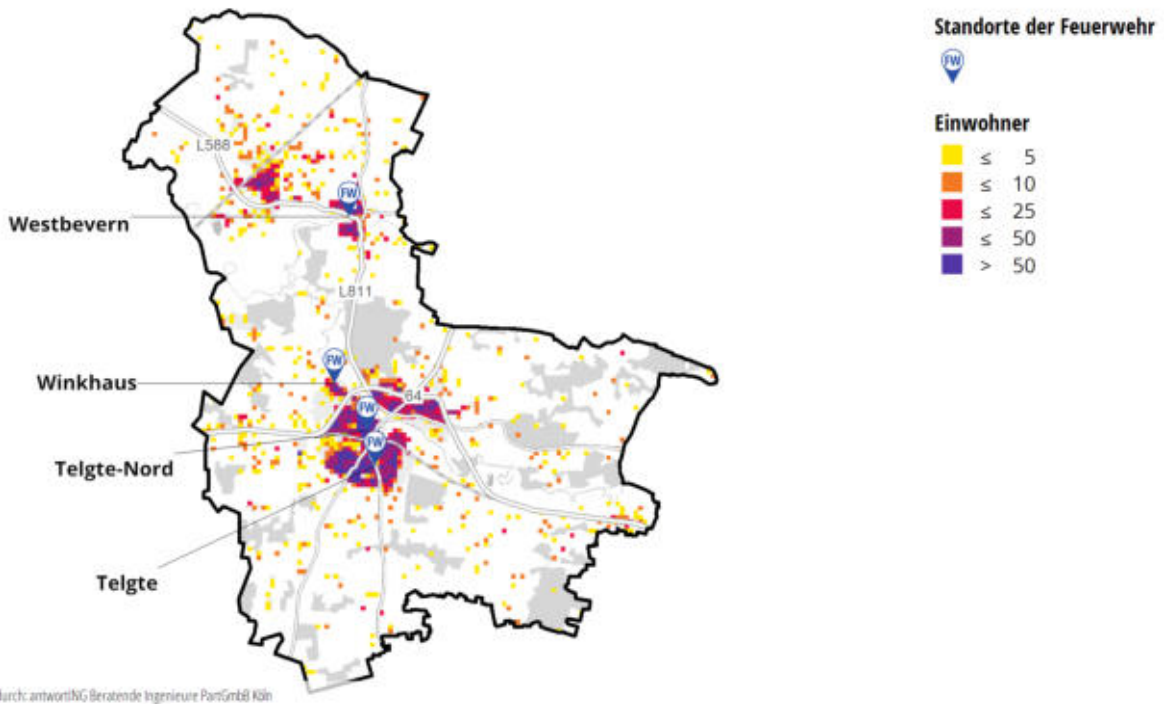 Standorte der Feuerwehr
FW
Einwohner
≤ 5
≤ 10
≤ 25
≤ 50
> 50
L588
FW
Westbevern
L811
FW
Winkhaus
64
FW
FW
Telgte-Nord
Telgte
durch: antwortING Beratende Ingenieure PartGmbB Köln